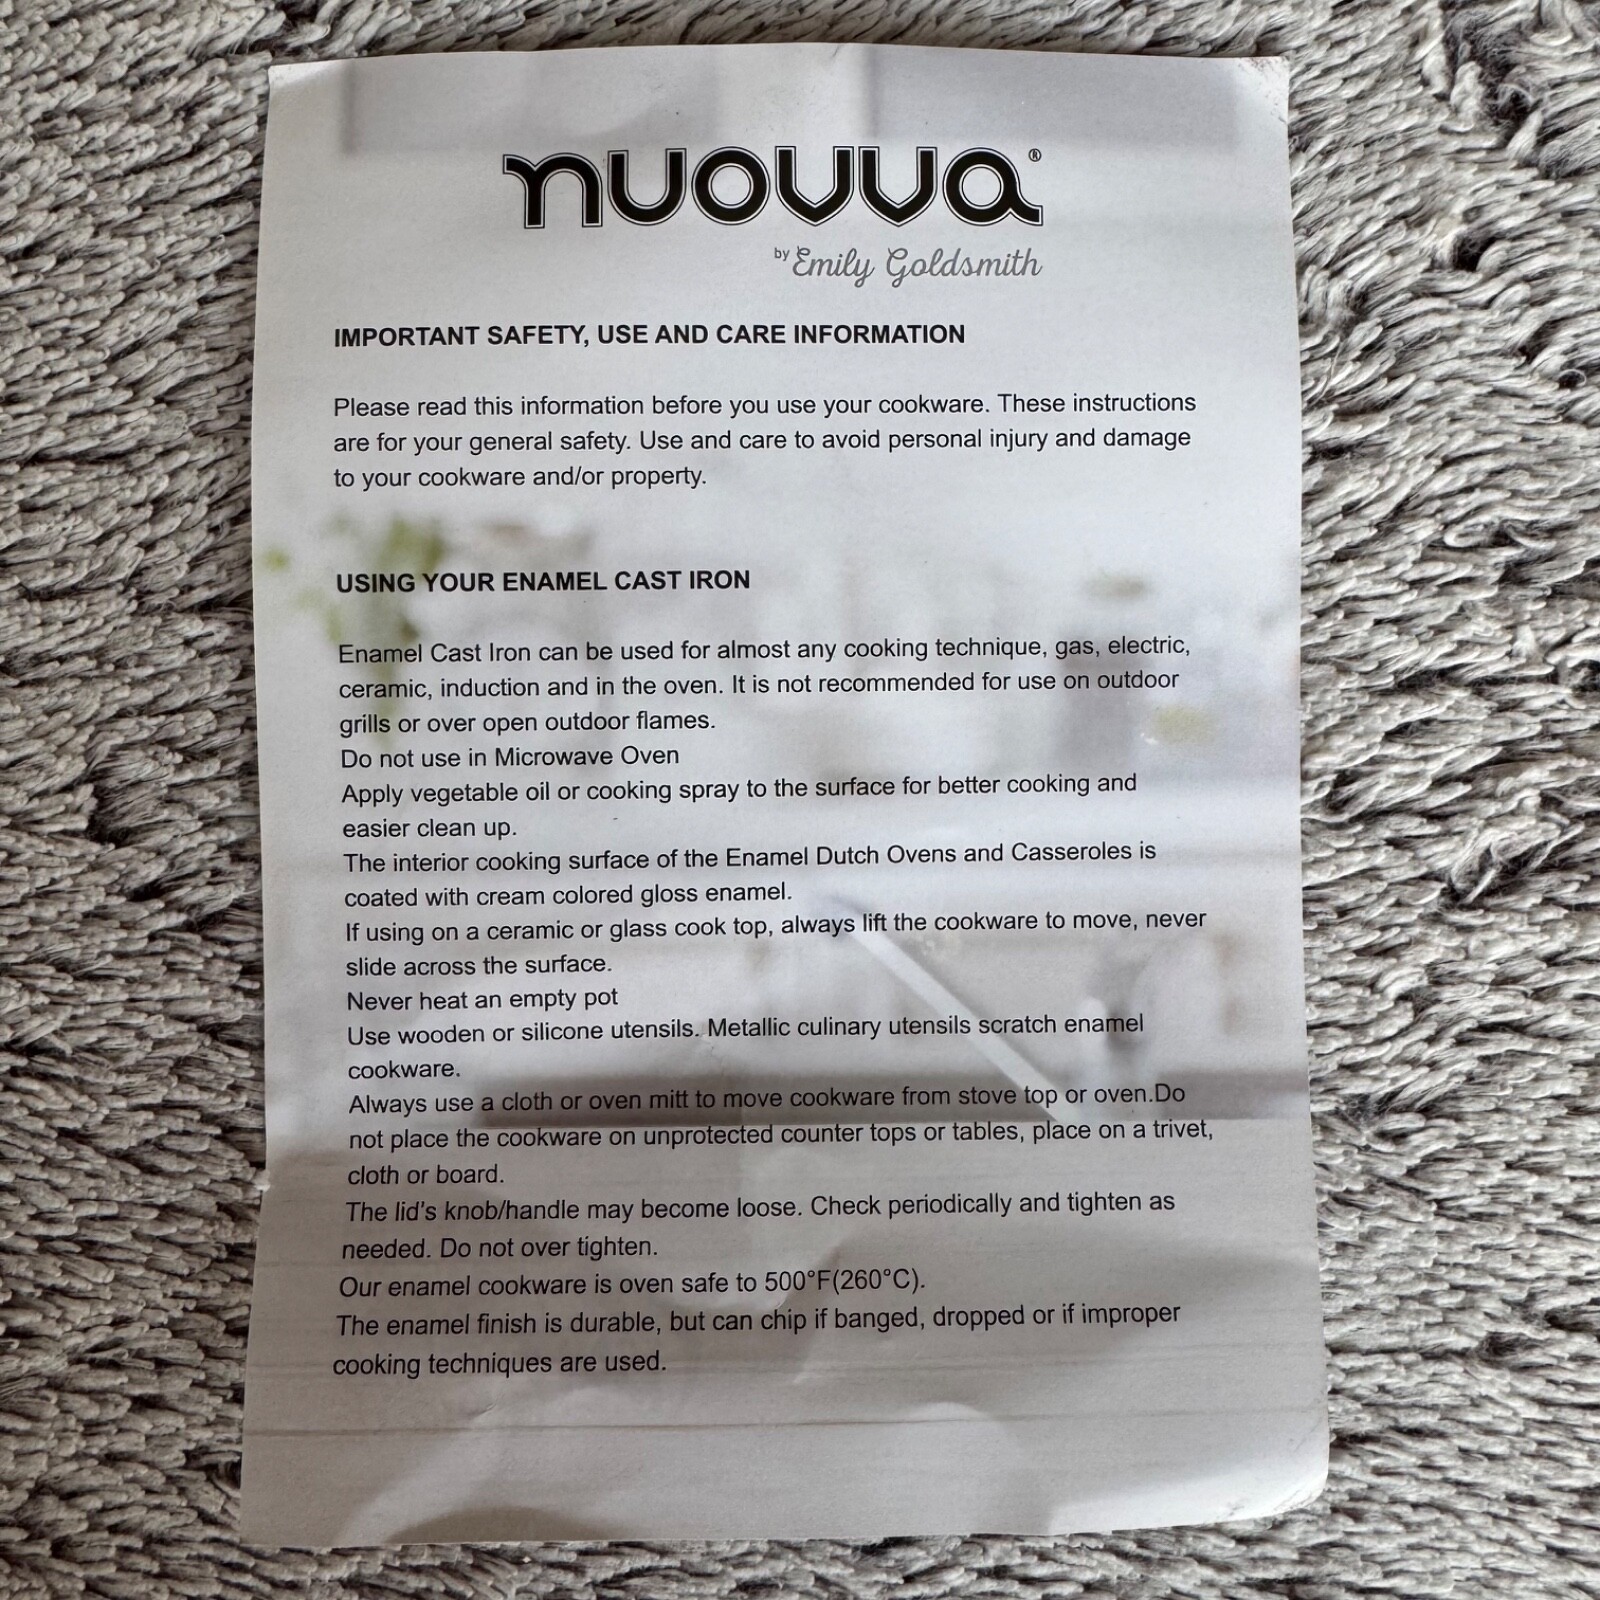 nuovva®
by Emily Goldsmith
IMPORTANT SAFETY, USE AND CARE INFORMATION
Please read this information before you use your cookware. These instructions
are for your general safety. Use and care to avoid personal injury and damage
to your cookware and/or property.
USING YOUR ENAMEL CAST IRON
Enamel Cast Iron can be used for almost any cooking technique, gas, electric,
ceramic, induction and in the oven. It is not recommended for use on outdoor
grills or over open outdoor flames.
Do not use in Microwave Oven
Apply vegetable oil or cooking spray to the surface for better cooking and
easier clean up.
The interior cooking surface of the Enamel Dutch Ovens and Casseroles is
coated with cream colored gloss enamel.
If using on a ceramic or glass cook top, always lift the cookware to move, never
slide across the surface.
Never heat an empty pot
Use wooden or silicone utensils. Metallic culinary utensils scratch enamel
cookware.
Always use a cloth or oven mitt to move cookware from stove top or oven.Do
not place the cookware on unprotected counter tops or tables, place on a trivet,
cloth or board.
The lid's knob/handle may become loose. Check periodically and tighten as
needed. Do not over tighten.
Our enamel cookware is oven safe to 500°F(260°C).
The enamel finish is durable, but can chip if banged, dropped or if improper
cooking techniques are used.